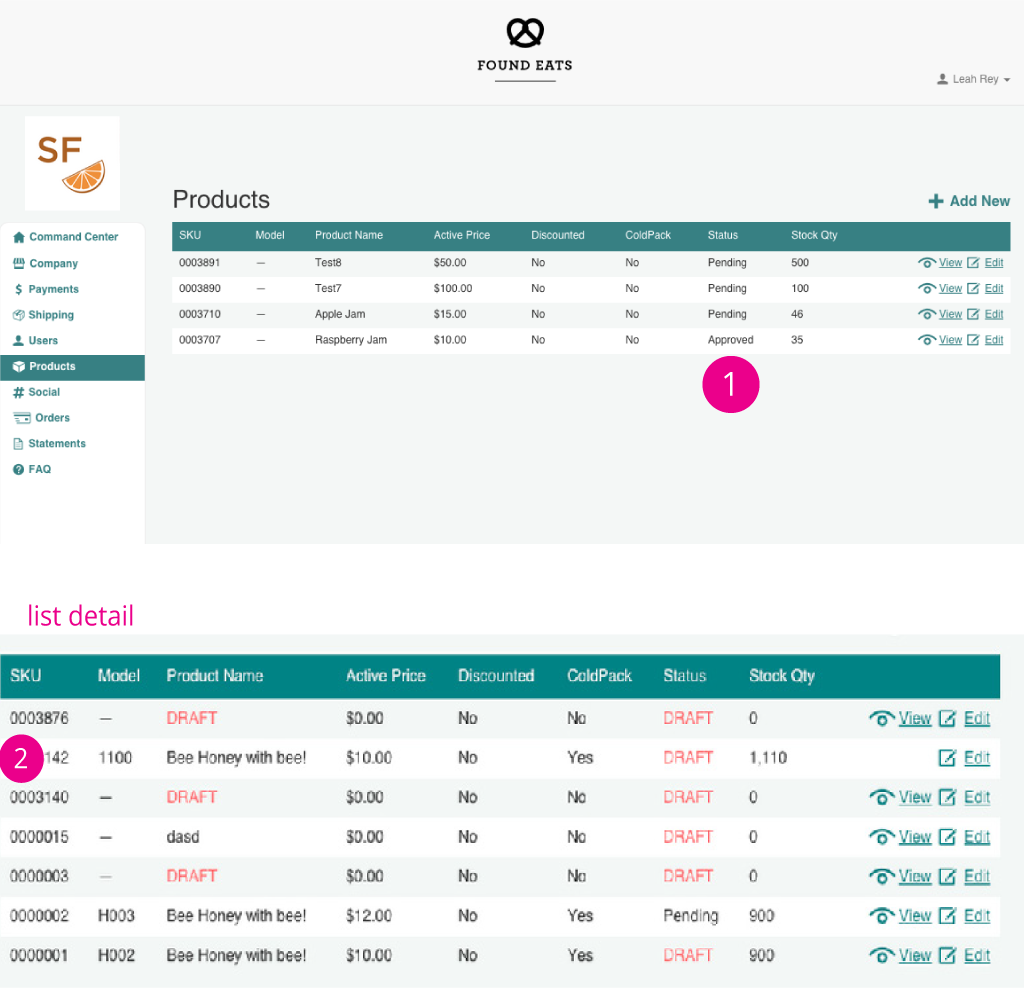 FOUND EATS
Leah Rey
SF
Products
Add New
Command Center
Company
Payments
Shipping
Users
Products
Social
Orders
Statements
FAQ
SKU Model Product Name Active Price Discounted ColdPack Status Stock Qty
0003891 — Test8 $50.00 No No Pending 500 View Edit
0003890 — Test7 $100.00 No No Pending 100 View Edit
0003710 — Apple Jam $15.00 No No Pending 46 View Edit
0003707 — Raspberry Jam $10.00 No No Approved 35 View Edit
1
list detail
SKU Model Product Name Active Price Discounted ColdPack Status Stock Qty
0003876 — DRAFT $0.00 No No DRAFT 0 View Edit
2 142 1100 Bee Honey with bee! $10.00 No Yes DRAFT 1,110 Edit
0003140 — DRAFT $0.00 No No DRAFT 0 View Edit
0000015 — dasd $0.00 No No DRAFT 0 View Edit
0000003 — DRAFT $0.00 No No DRAFT 0 View Edit
0000002 H003 Bee Honey with bee! $12.00 No Yes Pending 900 View Edit
0000001 H002 Bee Honey with bee! $10.00 No Yes DRAFT 900 View Edit